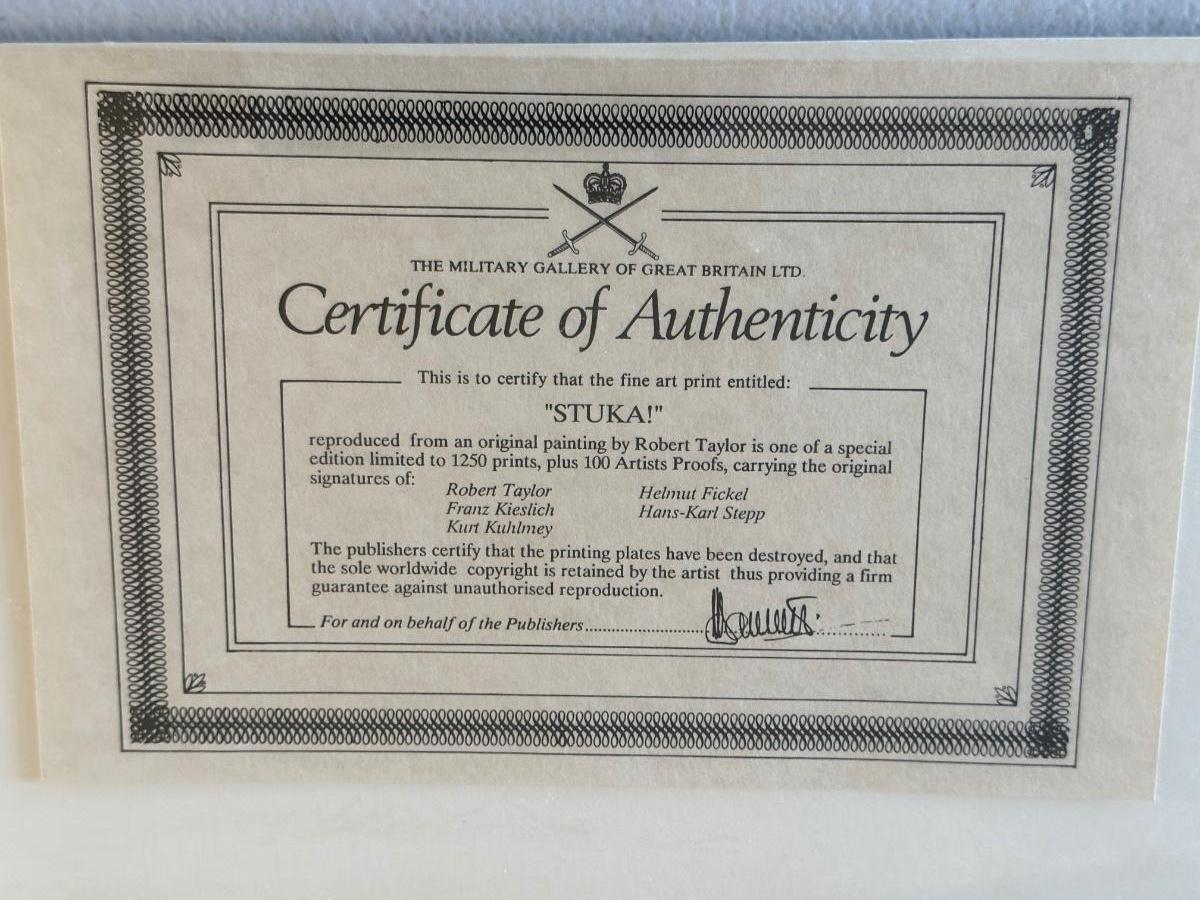 THE MILITARY GALLERY OF GREAT BRITAIN LTD.
Certificate of Authenticity
This is to certify that the fine art print entitled:
"STUKA!"
reproduced from an original painting by Robert Taylor is one of a special
edition limited to 1250 prints, plus 100 Artists Proofs, carrying the original
signatures of:
Robert Taylor Helmut Fickel
Franz Kieslich Hans-Karl Stepp
Kurt Kuhlmey
The publishers certify that the printing plates have been destroyed, and that
the sole worldwide copyright is retained by the artist thus providing a firm
guarantee against unauthorised reproduction.
For and on behalf of the Publishers